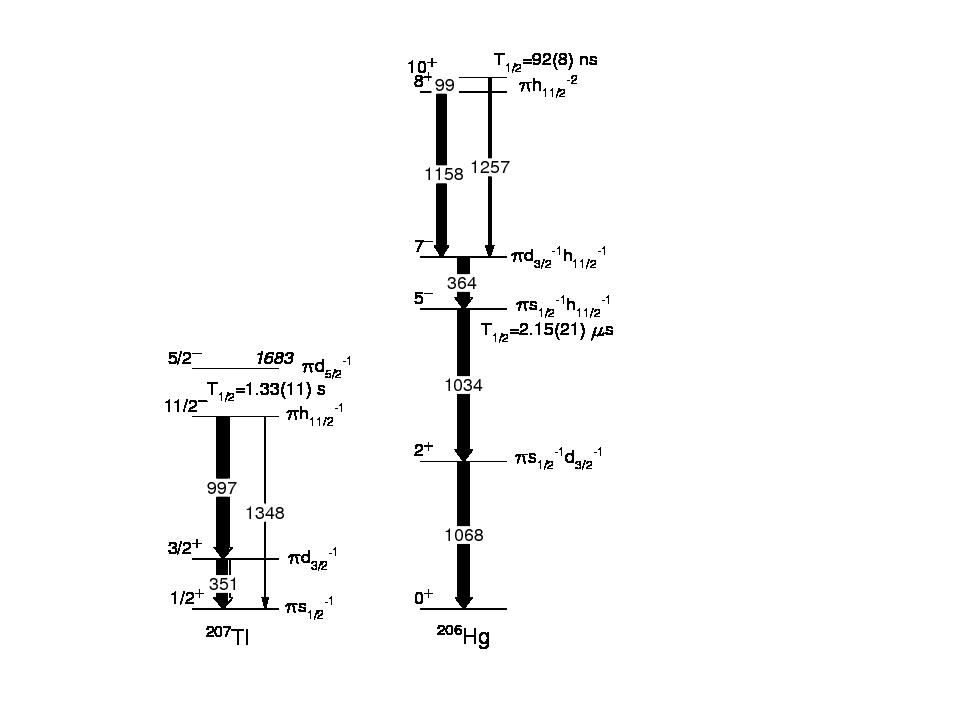 10⁺ T₁/₂=92(8) ns
8⁺ 99 πh₁₁/₂⁻²
1158 1257
7⁻ πd₃/₂⁻¹h₁₁/₂⁻¹
364
5⁻ πs₁/₂⁻¹h₁₁/₂⁻¹
T₁/₂=2.15(21) μs
5/2⁻ 1683 πd₅/₂⁻¹
T₁/₂=1.33(11) s
1034
11/2⁻ πh₁₁/₂⁻¹
2⁺ πs₁/₂⁻¹d₃/₂⁻¹
997
1348
1068
3/2⁺ πd₃/₂⁻¹
351
1/2⁺ πs₁/₂⁻¹
0⁺
²⁰⁷Tl
²⁰⁶Hg